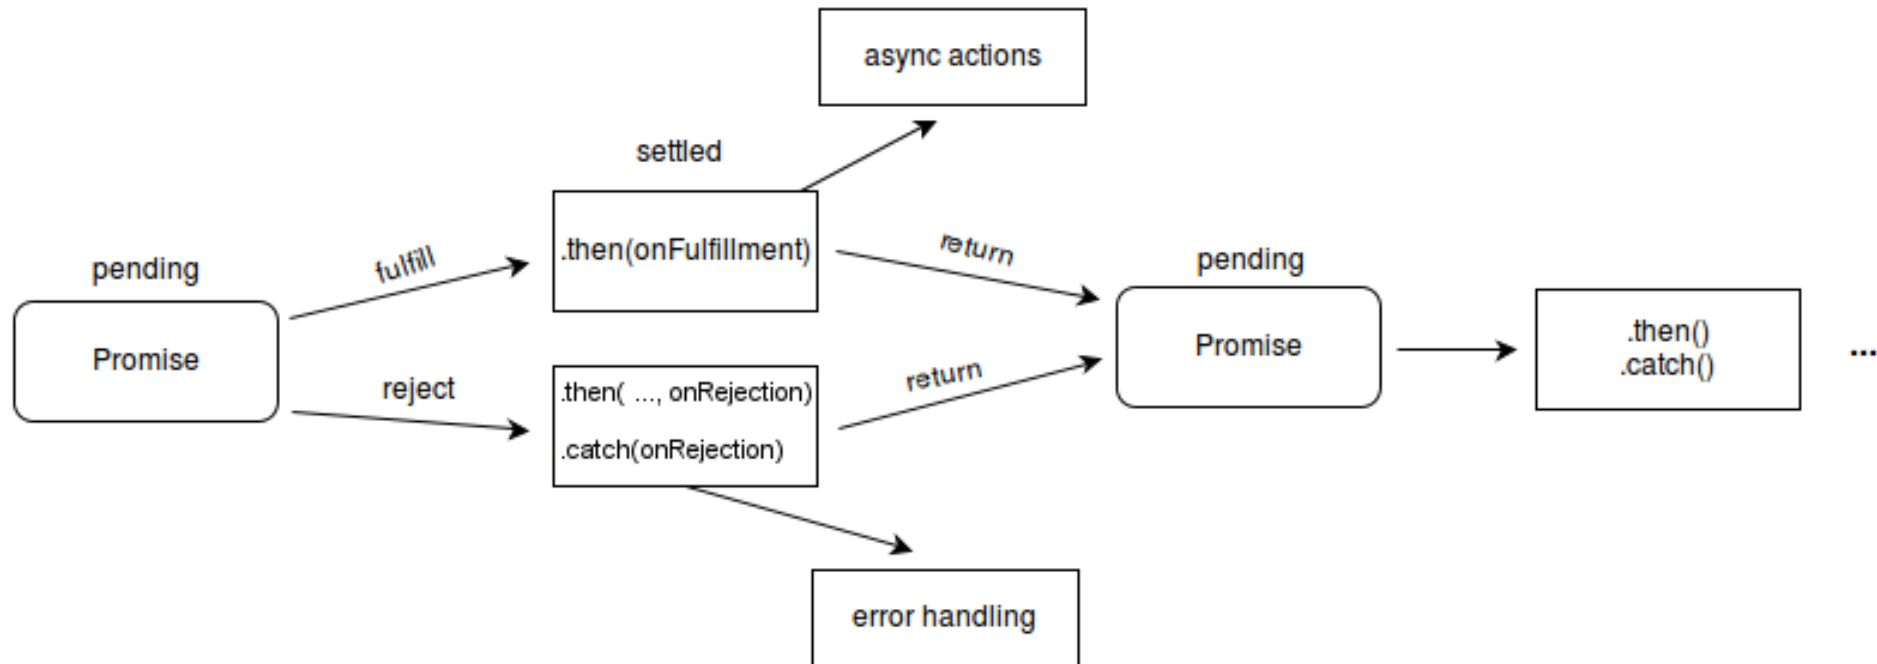 async actions
settled
.then(onFulfillment)
return
pending
fulfill
pending
Promise
reject
.then( ..., onRejection)
.catch(onRejection)
return
Promise
.then()
.catch()
...
error handling